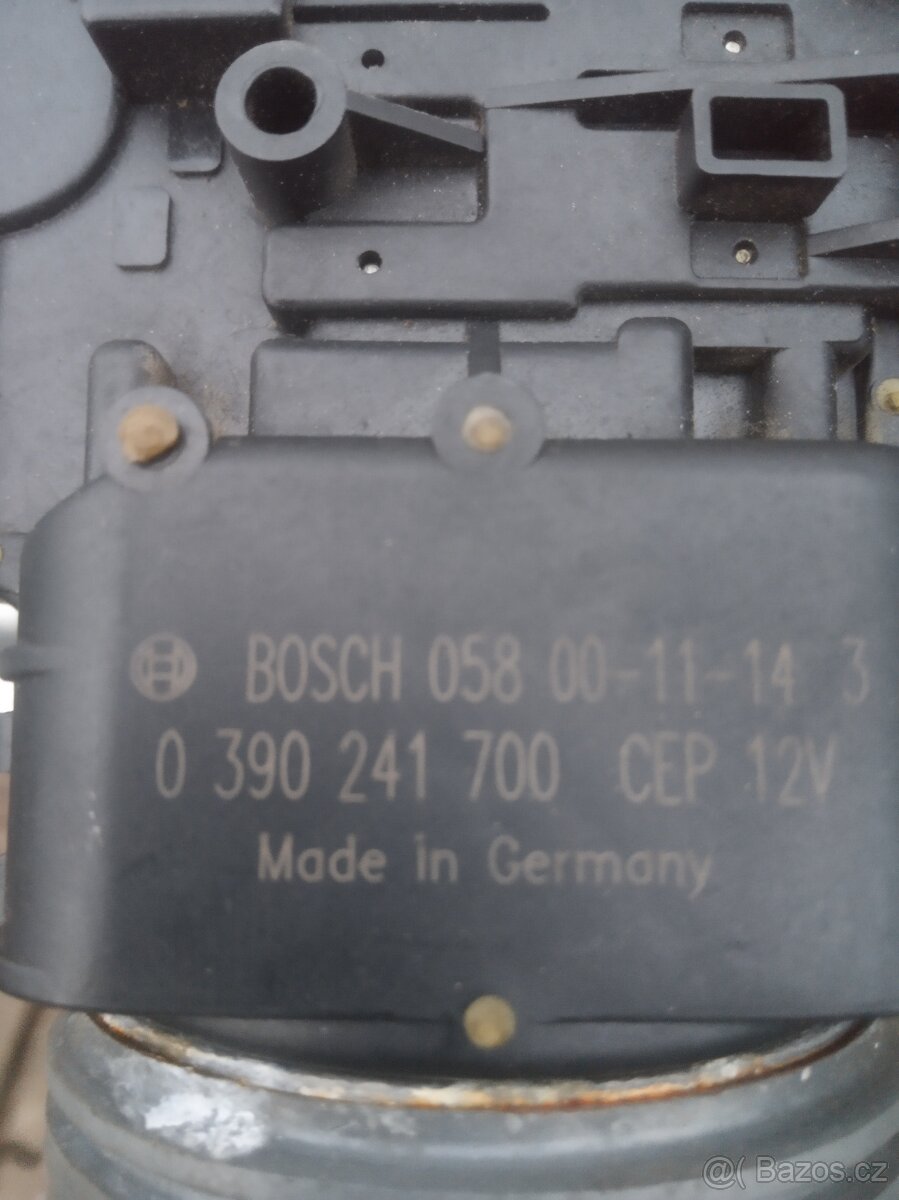 BOSCH 058 00-11-14 3
0 390 241 700 CEP 12V
Made in Germany
@( Bazos.cz